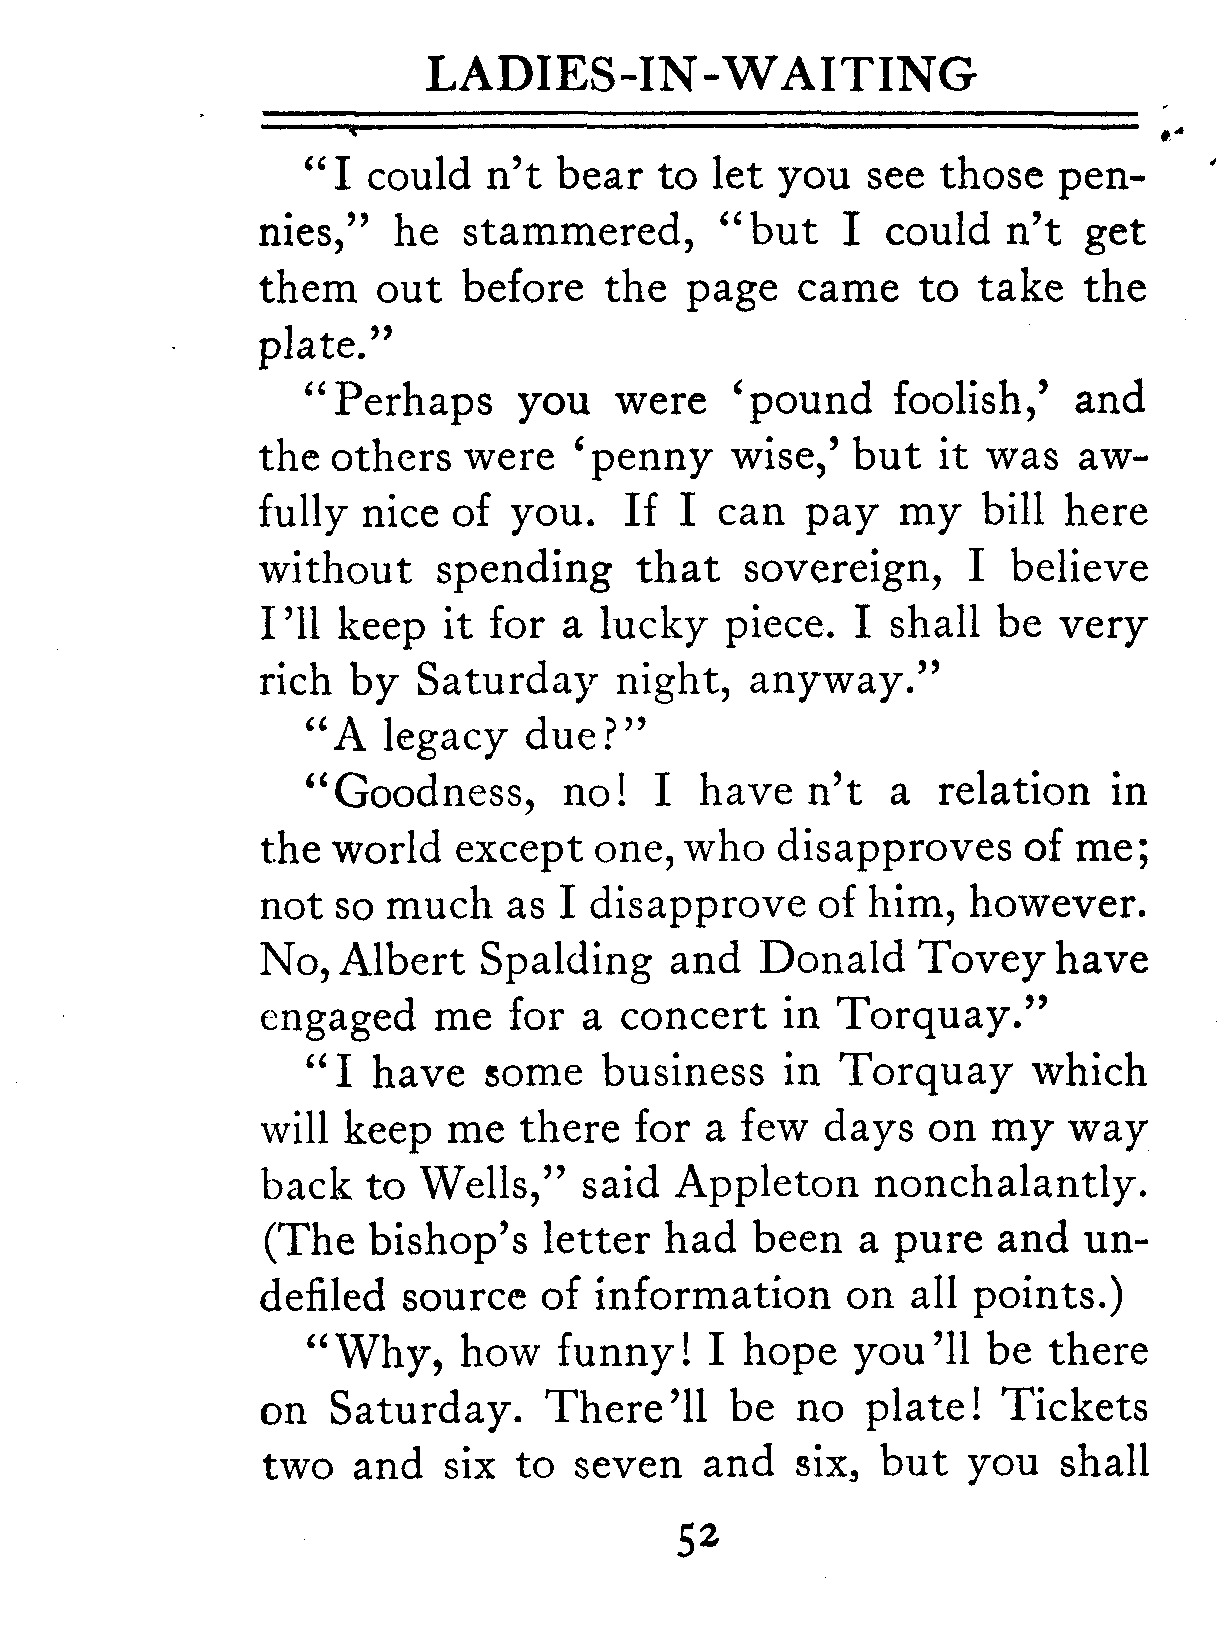 LADIES-IN-WAITING
“I could n’t bear to let you see those pen-
nies,” he stammered, “but I could n’t get
them out before the page came to take the
plate.”
“Perhaps you were ‘pound foolish,’ and
the others were ‘penny wise,’ but it was aw-
fully nice of you. If I can pay my bill here
without spending that sovereign, I believe
I ’ll keep it for a lucky piece. I shall be very
rich by Saturday night, anyway.”
“A legacy due?”
“Goodness, no! I have n’t a relation in
the world except one, who disapproves of me;
not so much as I disapprove of him, however.
No, Albert Spalding and Donald Tovey have
engaged me for a concert in Torquay.”
“I have some business in Torquay which
will keep me there for a few days on my way
back to Wells,” said Appleton nonchalantly.
(The bishop’s letter had been a pure and un-
defiled source of information on all points.)
“Why, how funny! I hope you ’ll be there
on Saturday. There ’ll be no plate! Tickets
two and six to seven and six, but you shall
52